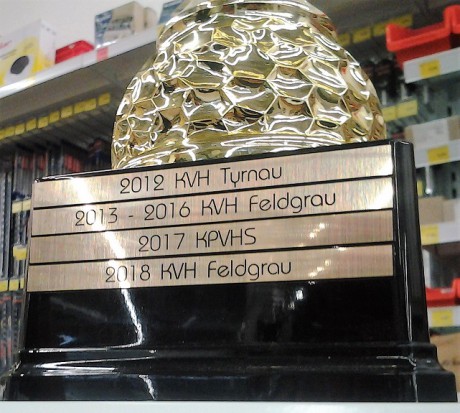 2012 KVH Tyrnau
2013 - 2016 KVH Feldgrau
2017 KPVHS
2018 KVH Feldgrau